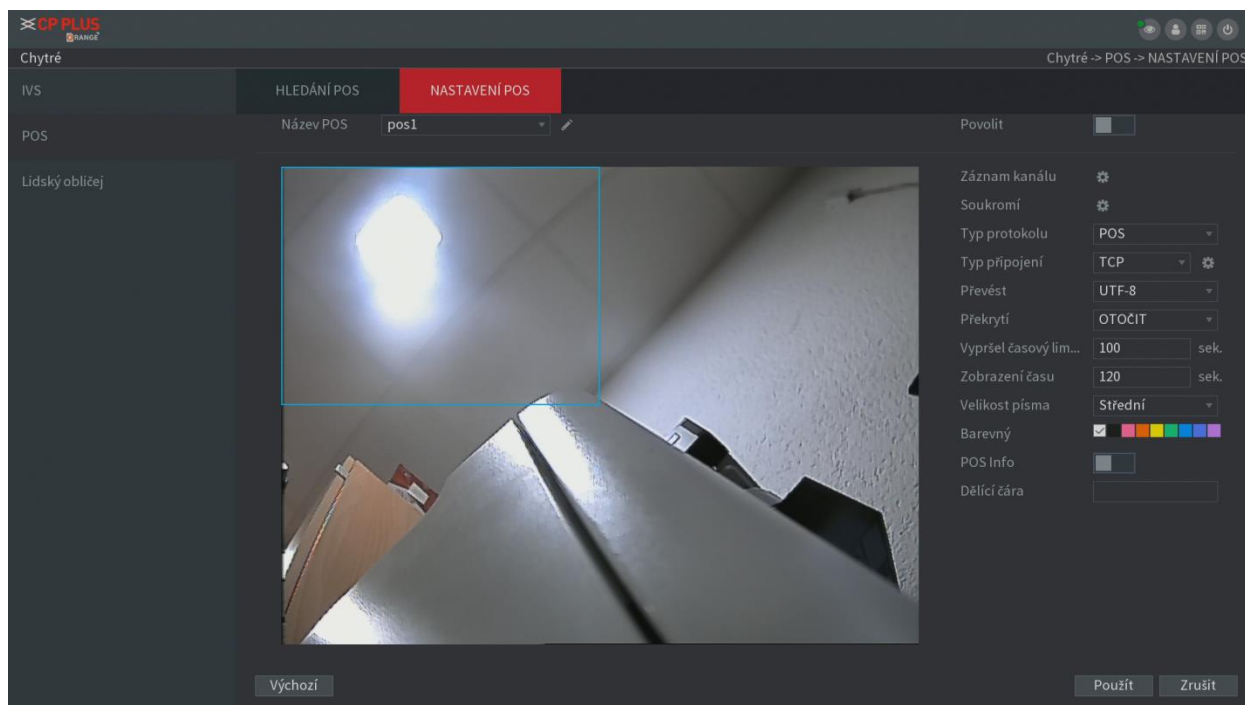 CP PLUS
ORANGE
Chytré
Chytré -> POS -> NASTAVENÍ POS
IVS
POS
Lidský obličej
HLEDÁNÍ POS
NASTAVENÍ POS
Název POS pos1
Povolit
Záznam kanálu
Soukromí
Typ protokolu POS
Typ připojení TCP
Převést UTF-8
Překrytí OTOČIT
Vypršel časový lim... 100 sek.
Zobrazení času 120 sek.
Velikost písma Střední
Barevný
POS Info
Dělící čára
Výchozí
Použít
Zrušit